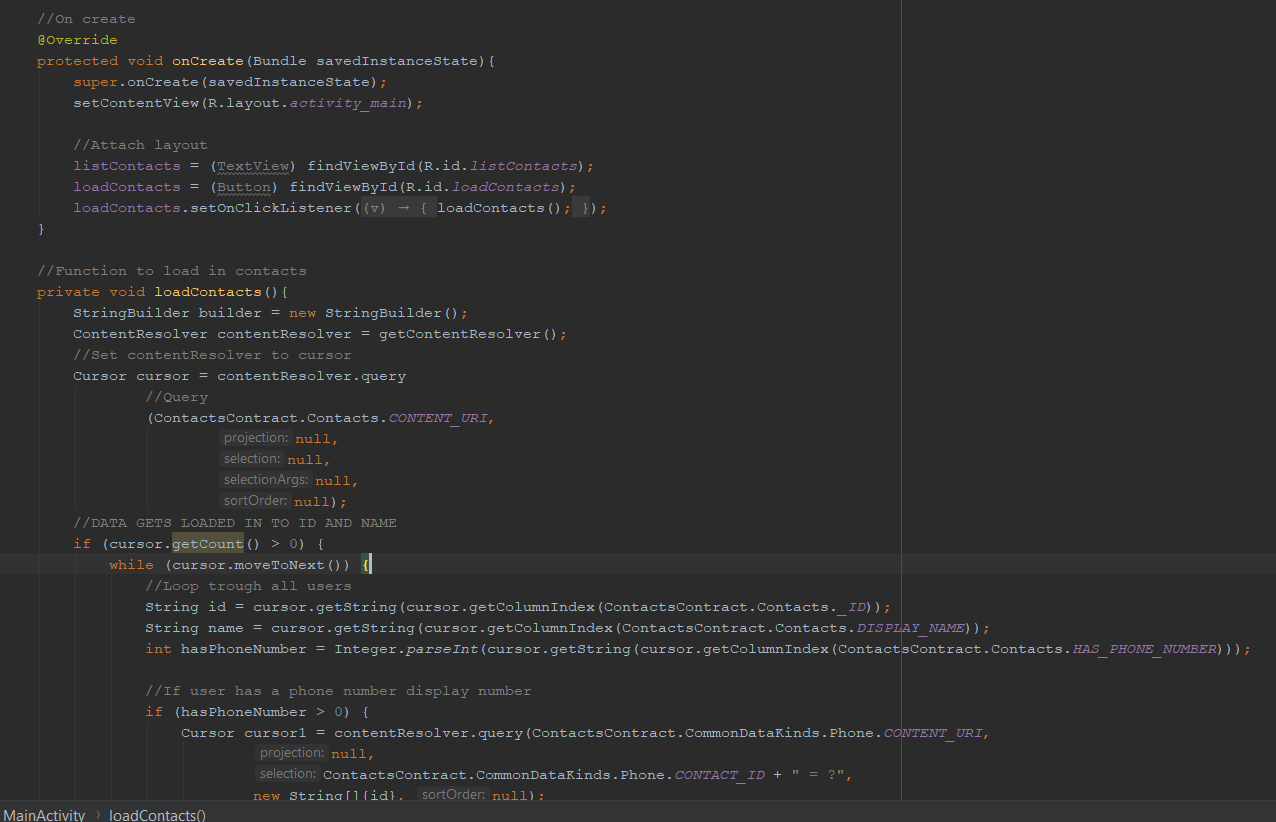 //On create
@Override
protected void onCreate(Bundle savedInstanceState){
super.onCreate(savedInstanceState);
setContentView(R.layout.activity_main);
//Attach layout
listContacts = (TextView) findViewById(R.id.listContacts);
loadContacts = (Button) findViewById(R.id.loadContacts);
loadContacts.setOnClickListener((v) → { loadContacts(); });
}
//Function to load in contacts
private void loadContacts(){
StringBuilder builder = new StringBuilder();
ContentResolver contentResolver = getContentResolver();
//Set contentResolver to cursor
Cursor cursor = contentResolver.query
//Query
(ContactsContract.Contacts.CONTENT_URI,
projection: null,
selection: null,
selectionArgs: null,
sortOrder: null);
//DATA GETS LOADED IN TO ID AND NAME
if (cursor.getCount() > 0) {
while (cursor.moveToNext()) {
//Loop trough all users
String id = cursor.getString(cursor.getColumnIndex(ContactsContract.Contacts._ID));
String name = cursor.getString(cursor.getColumnIndex(ContactsContract.Contacts.DISPLAY_NAME));
int hasPhoneNumber = Integer.parseInt(cursor.getString(cursor.getColumnIndex(ContactsContract.Contacts.HAS_PHONE_NUMBER)));
//If user has a phone number display number
if (hasPhoneNumber > 0) {
Cursor cursor1 = contentResolver.query(ContactsContract.CommonDataKinds.Phone.CONTENT_URI,
projection: null,
selection: ContactsContract.CommonDataKinds.Phone.CONTACT_ID + " = ?",
new String[]{id}, sortOrder: null);
MainActivity › loadContacts()